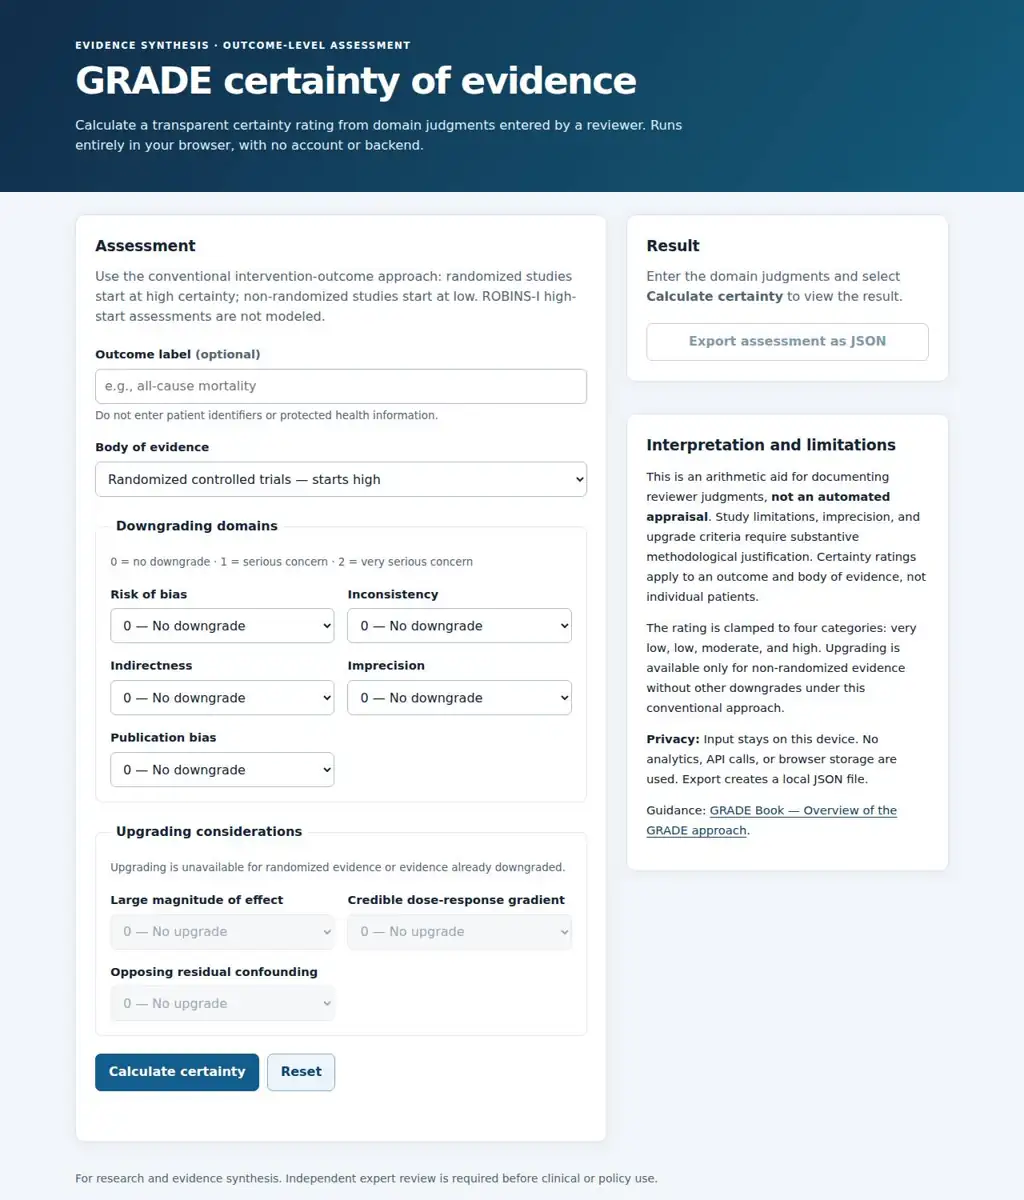 EVIDENCE SYNTHESIS · OUTCOME-LEVEL ASSESSMENT
GRADE certainty of evidence
Calculate a transparent certainty rating from domain judgments entered by a reviewer. Runs
entirely in your browser, with no account or backend.
Assessment
Use the conventional intervention-outcome approach: randomized studies
start at high certainty; non-randomized studies start at low. ROBINS-I high-
start assessments are not modeled.
Outcome label (optional)
e.g., all-cause mortality
Do not enter patient identifiers or protected health information.
Body of evidence
Randomized controlled trials — starts high
Downgrading domains
0 = no downgrade · 1 = serious concern · 2 = very serious concern
Risk of bias
0 — No downgrade
Inconsistency
0 — No downgrade
Indirectness
0 — No downgrade
Imprecision
0 — No downgrade
Publication bias
0 — No downgrade
Upgrading considerations
Upgrading is unavailable for randomized evidence or evidence already downgraded.
Large magnitude of effect
0 — No upgrade
Credible dose-response gradient
0 — No upgrade
Opposing residual confounding
0 — No upgrade
Calculate certainty
Reset
Result
Enter the domain judgments and select
Calculate certainty to view the result.
Export assessment as JSON
Interpretation and limitations
This is an arithmetic aid for documenting
reviewer judgments, not an automated
appraisal. Study limitations, imprecision, and
upgrade criteria require substantive
methodological justification. Certainty ratings
apply to an outcome and body of evidence, not
individual patients.
The rating is clamped to four categories: very
low, low, moderate, and high. Upgrading is
available only for non-randomized evidence
without other downgrades under this
conventional approach.
Privacy: Input stays on this device. No
analytics, API calls, or browser storage are
used. Export creates a local JSON file.
Guidance: GRADE Book — Overview of the
GRADE approach.
For research and evidence synthesis. Independent expert review is required before clinical or policy use.